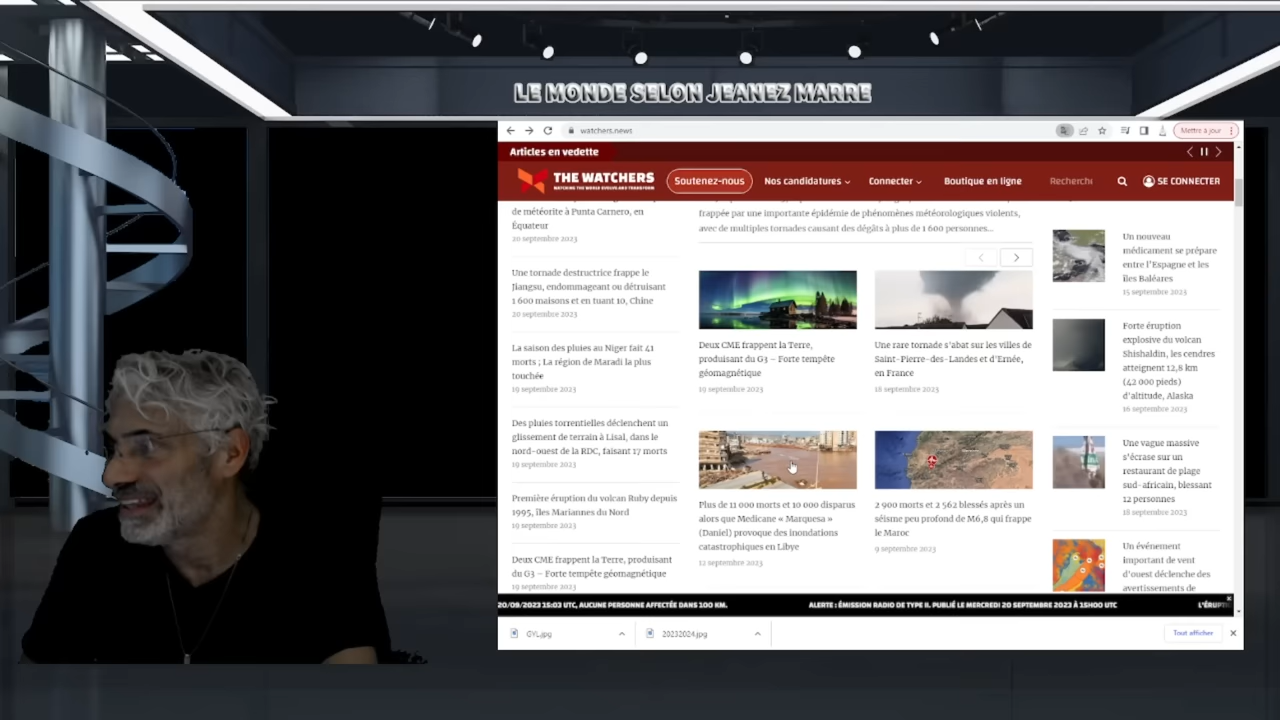 LE MONDE SELON JEANEZ MARRE
watchers.news
Mettre à jour
Articles en vedette
THE WATCHERS
WATCHING THE WORLD EVOLVE AND TRANSFORM
Soutenez-nous
Nos candidatures
Connecter
Boutique en ligne
Recherche
SE CONNECTER
de météorite à Punta Carnero, en
Équateur
20 septembre 2023
Une tornade destructrice frappe le
Jiangsu, endommageant ou détruisant
1 600 maisons et en tuant 10, Chine
20 septembre 2023
La saison des pluies au Niger fait 41
morts ; La région de Maradi la plus
touchée
19 septembre 2023
Des pluies torrentielles déclenchent un
glissement de terrain à Lisal, dans le
nord-ouest de la RDC, faisant 17 morts
19 septembre 2023
Première éruption du volcan Ruby depuis
1995, îles Mariannes du Nord
19 septembre 2023
Deux CME frappent la Terre, produisant
du G3 – Forte tempête géomagnétique
19 septembre 2023
frappée par une importante épidémie de phénomènes météorologiques violents,
avec de multiples tornades causant des dégâts à plus de 1 600 personnes...
Deux CME frappent la Terre,
produisant du G3 – Forte tempête
géomagnétique
19 septembre 2023
Une rare tornade s'abat sur les villes de
Saint-Pierre-des-Landes et d'Ernée,
en France
18 septembre 2023
Plus de 11 000 morts et 10 000 disparus
alors que Medicane « Marquesa »
(Daniel) provoque des inondations
catastrophiques en Libye
12 septembre 2023
2 900 morts et 2 562 blessés après un
séisme peu profond de M6,8 qui frappe
le Maroc
9 septembre 2023
Un nouveau
médicament se prépare
entre l'Espagne et les
îles Baléares
15 septembre 2023
Forte éruption
explosive du volcan
Shishaldin, les cendres
atteignent 12,8 km
(42 000 pieds)
d'altitude, Alaska
16 septembre 2023
Une vague massive
s'écrase sur un
restaurant de plage
sud-africain, blessant
12 personnes
18 septembre 2023
Un événement
important de vent
d'ouest déclenche des
avertissements de
20/09/2023 15:03 UTC, AUCUNE PERSONNE AFFECTÉE DANS 100 KM.
ALERTE : ÉMISSION RADIO DE TYPE II. PUBLIÉ LE MERCREDI 20 SEPTEMBRE 2023 À 15H00 UTC
L'ÉRUPT
GYL.jpg
20232024.jpg
Tout afficher